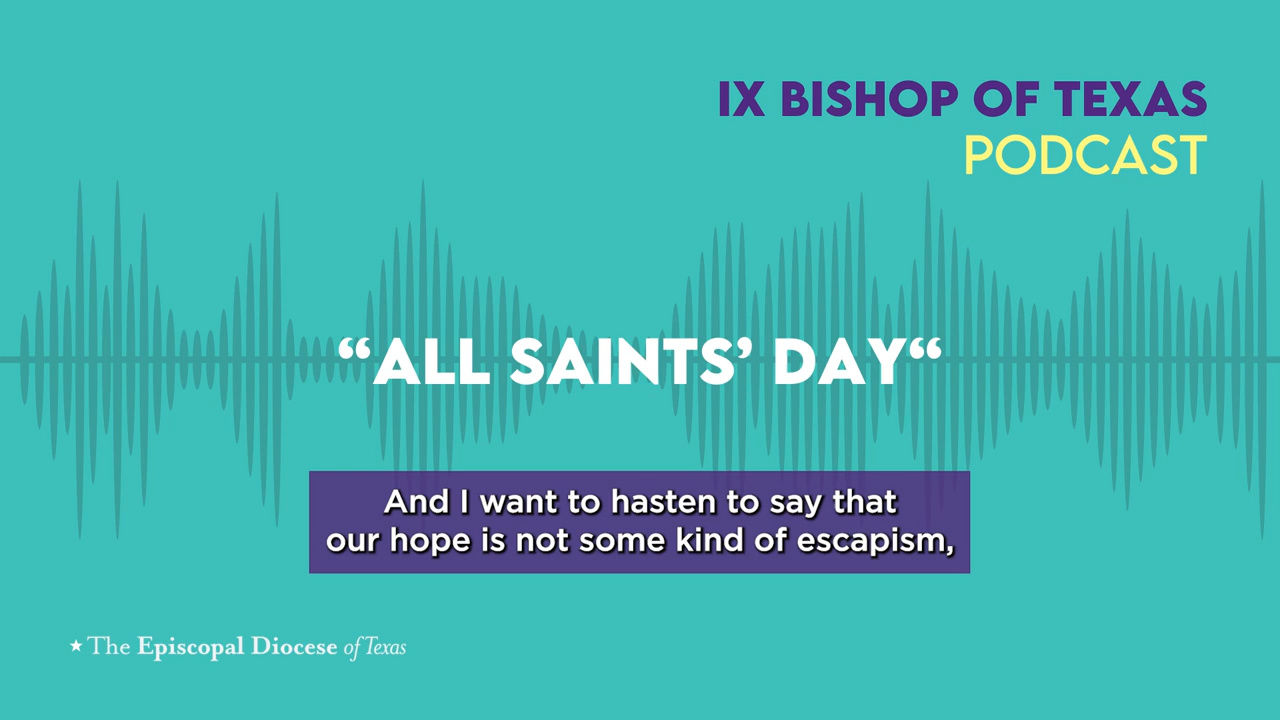 IX BISHOP OF TEXAS
PODCAST
“ALL SAINTS’ DAY“
And I want to hasten to say that
our hope is not some kind of escapism,
The Episcopal Diocese of Texas